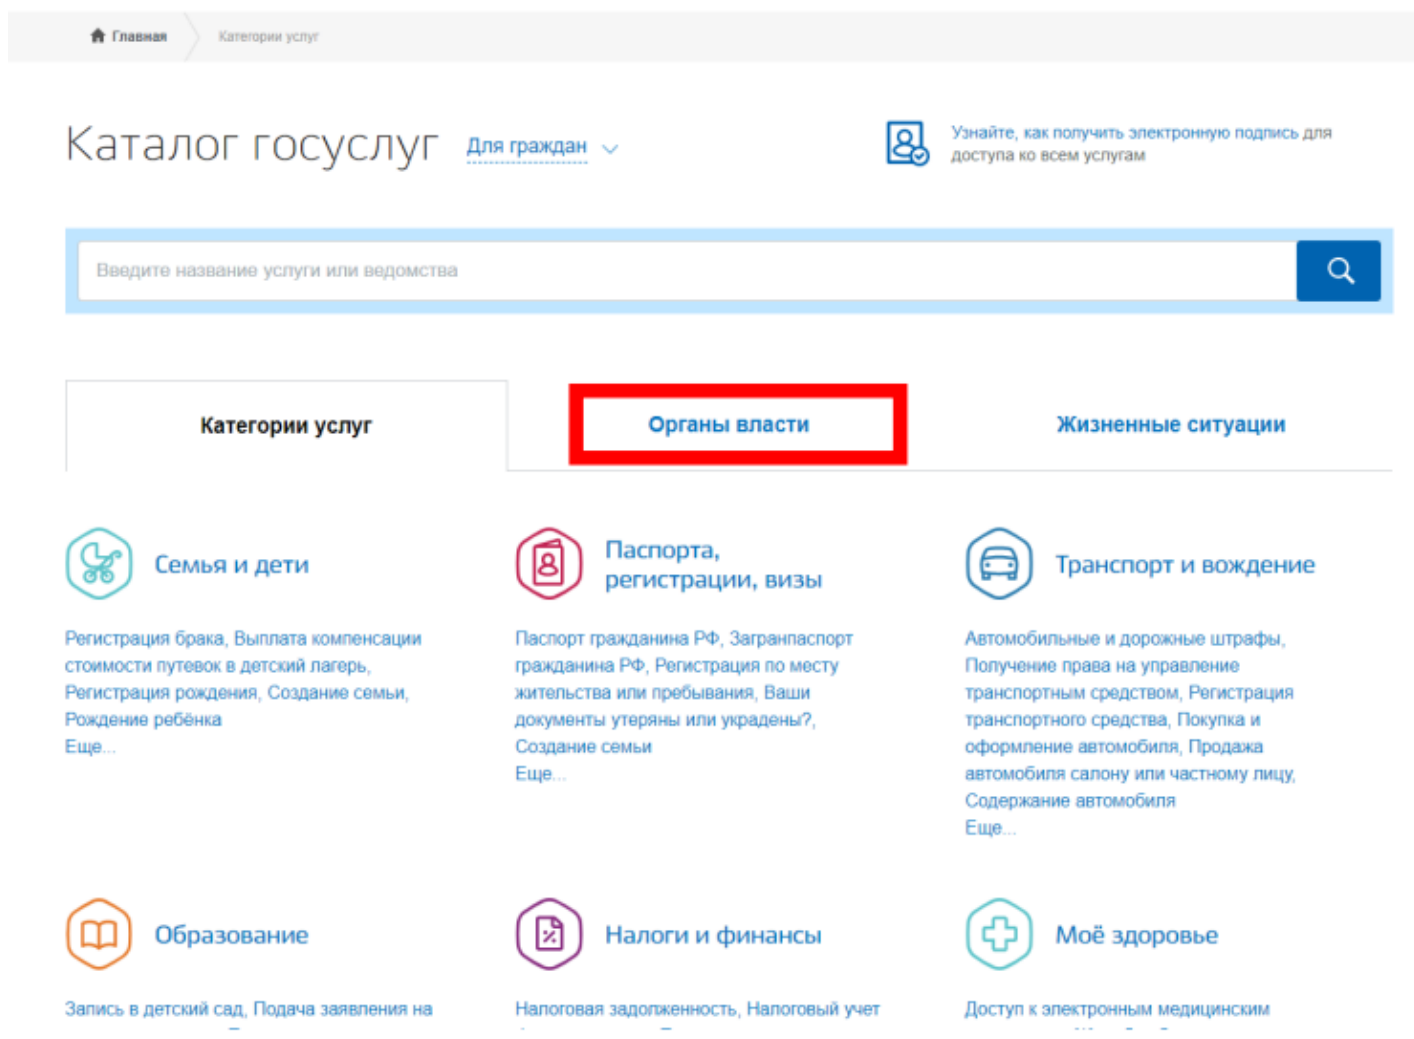 Главная
Категории услуг
Каталог госуслуг
Для граждан
Узнайте, как получить электронную подпись для
доступа ко всем услугам
Введите название услуги или ведомства
Категории услуг
Органы власти
Жизненные ситуации
Семья и дети
Регистрация брака, Выплата компенсации
стоимости путевок в детский лагерь,
Регистрация рождения, Создание семьи,
Рождение ребёнка
Еще...
Паспорта,
регистрации, визы
Паспорт гражданина РФ, Загранпаспорт
гражданина РФ, Регистрация по месту
жительства или пребывания, Ваши
документы утеряны или украдены?,
Создание семьи
Еще...
Транспорт и вождение
Автомобильные и дорожные штрафы,
Получение права на управление
транспортным средством, Регистрация
транспортного средства, Покупка и
оформление автомобиля, Продажа
автомобиля салону или частному лицу,
Содержание автомобиля
Еще...
Образование
Запись в детский сад, Подача заявления на
Налоги и финансы
Налоговая задолженность, Налоговый учет
Моё здоровье
Доступ к электронным медицинским